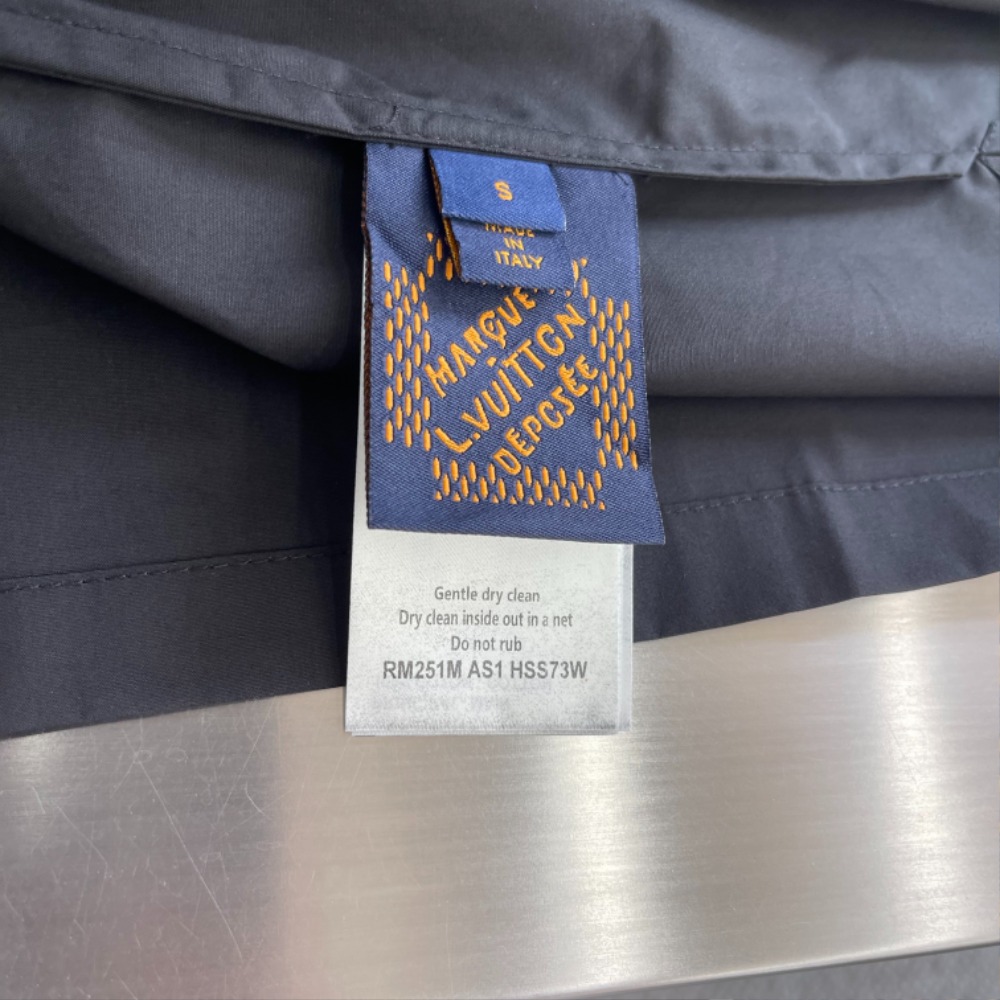 S
MADE
IN
ITALY
MARQUE
L.VUITTON
DEPOSÉE
Gentle dry clean
Dry clean inside out in a net
Do not rub
RM251M AS1 HSS73W